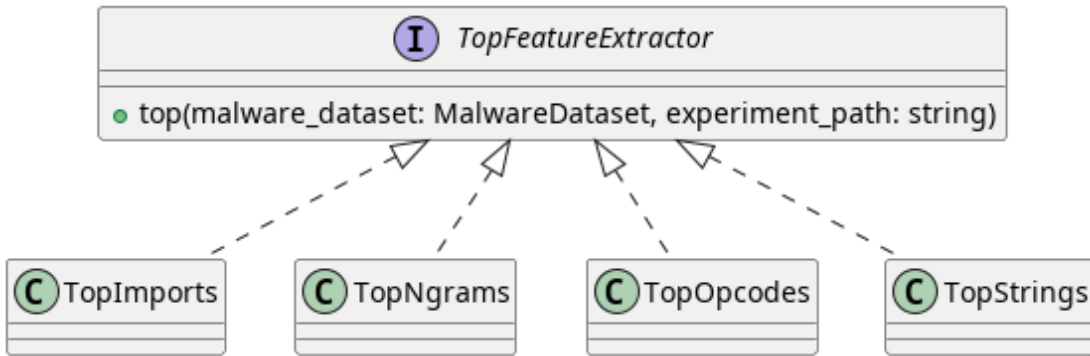 I TopFeatureExtractor
top(malware_dataset: MalwareDataset, experiment_path: string)
C TopImports
C TopNgrams
C TopOpcodes
C TopStrings